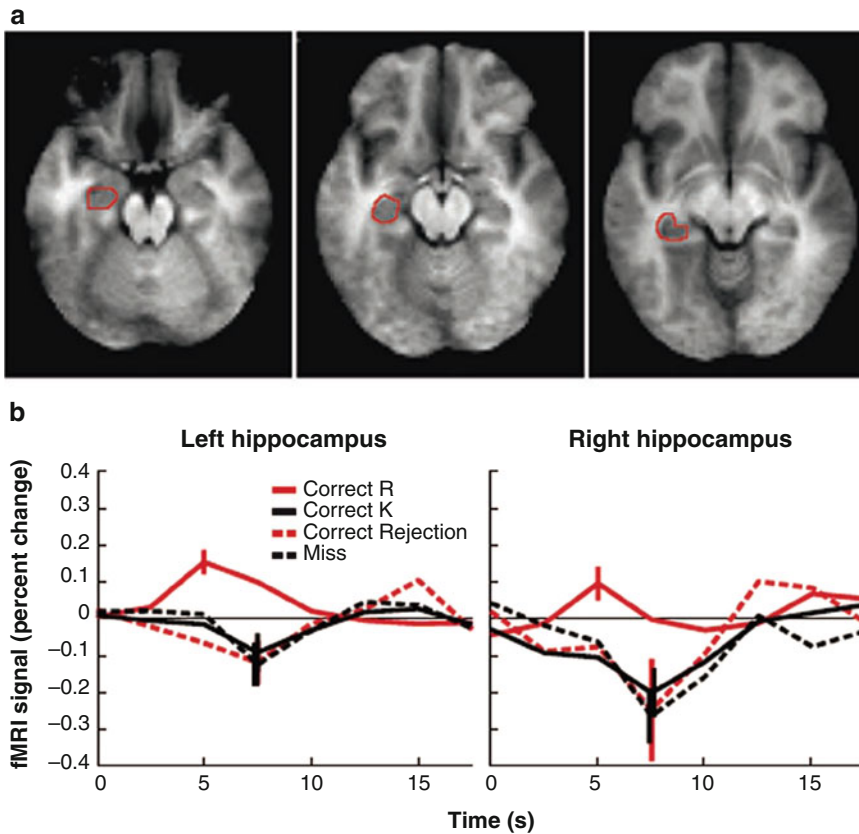 a
b
Left hippocampus
Right hippocampus
fMRI signal (percent change)
0.4
0.3
0.2
0.1
0
−0.1
−0.2
−0.3
−0.4
Correct R
Correct K
Correct Rejection
Miss
0
5
10
15
0
5
10
15
Time (s)